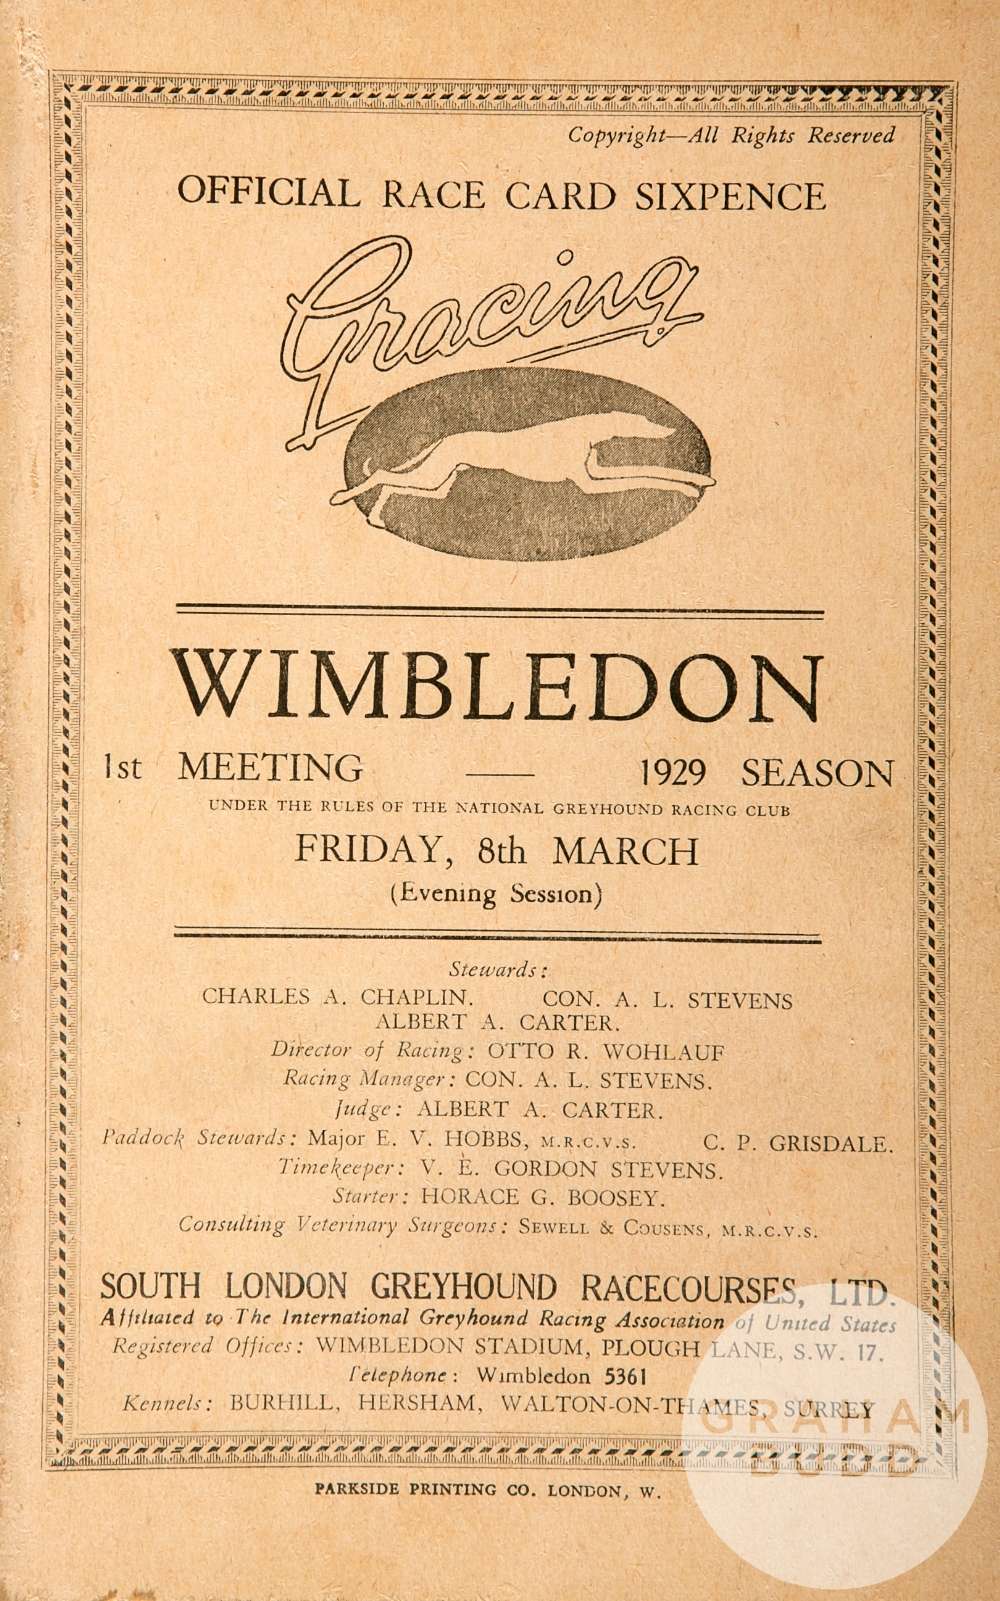 Copyright—All Rights Reserved
OFFICIAL RACE CARD SIXPENCE
Gracing
WIMBLEDON
1st MEETING — 1929 SEASON
UNDER THE RULES OF THE NATIONAL GREYHOUND RACING CLUB
FRIDAY, 8th MARCH
(Evening Session)
Stewards:
CHARLES A. CHAPLIN. CON. A. L. STEVENS
ALBERT A. CARTER.
Director of Racing: OTTO R. WOHLAUF
Racing Manager: CON. A. L. STEVENS.
Judge: ALBERT A. CARTER.
Paddock Stewards: Major E. V. HOBBS, M.R.C.V.S. C. P. GRISDALE.
Timekeeper: V. E. GORDON STEVENS.
Starter: HORACE G. BOOSEY.
Consulting Veterinary Surgeons: SEWELL & COUSENS, M.R.C.V.S.
SOUTH LONDON GREYHOUND RACECOURSES, LTD.
Affiliated to The International Greyhound Racing Association of United States
Registered Offices: WIMBLEDON STADIUM, PLOUGH LANE, S.W. 17.
Telephone: Wimbledon 5361
Kennels: BURHILL, HERSHAM, WALTON-ON-THAMES, SURREY
GRAHAM
BUDD
PARKSIDE PRINTING CO. LONDON, W.